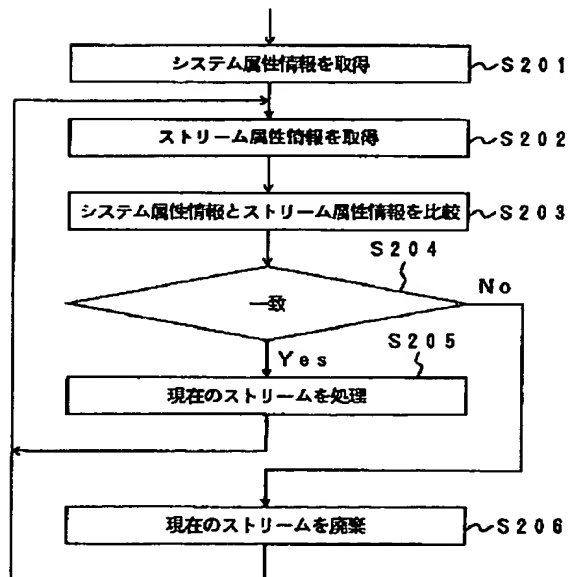 システム属性情報を取得 S201
ストリーム属性情報を取得 S202
システム属性情報とストリーム属性情報を比較 S203
S204
一致
No
Yes
S205
現在のストリームを処理
現在のストリームを廃棄 S206